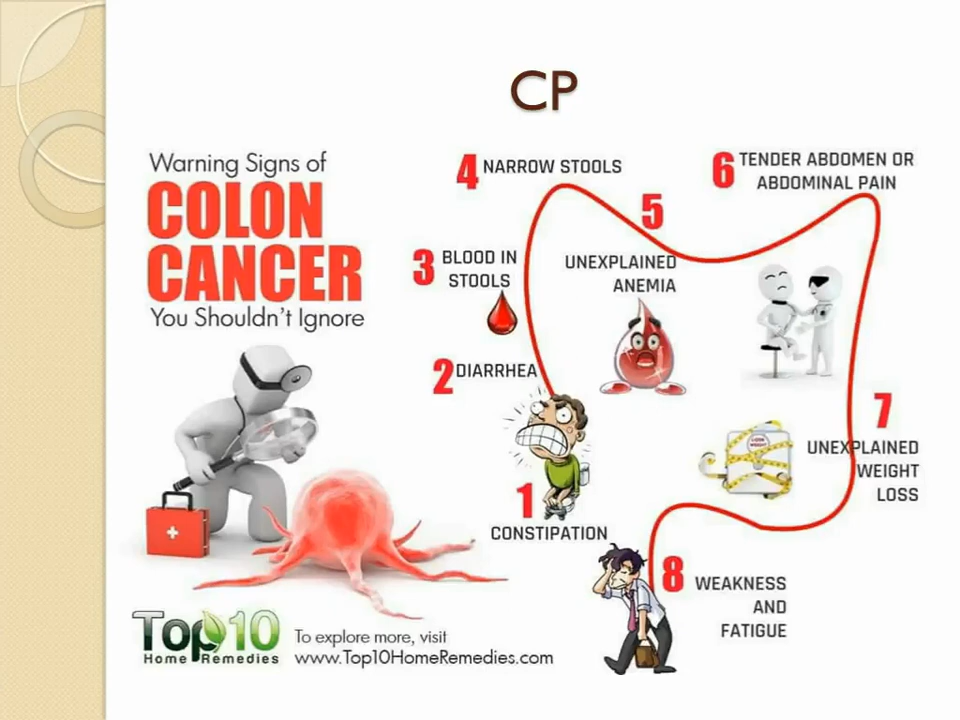 CP
Warning Signs of
COLON
CANCER
You Shouldn't Ignore
4 NARROW STOOLS
6 TENDER ABDOMEN OR
ABDOMINAL PAIN
5
UNEXPLAINED
ANEMIA
3 BLOOD IN
STOOLS
2 DIARRHEA
7
UNEXPLAINED
WEIGHT
LOSS
1
CONSTIPATION
8 WEAKNESS
AND
FATIGUE
Top10
Home Remedies
To explore more, visit
www.Top10HomeRemedies.com